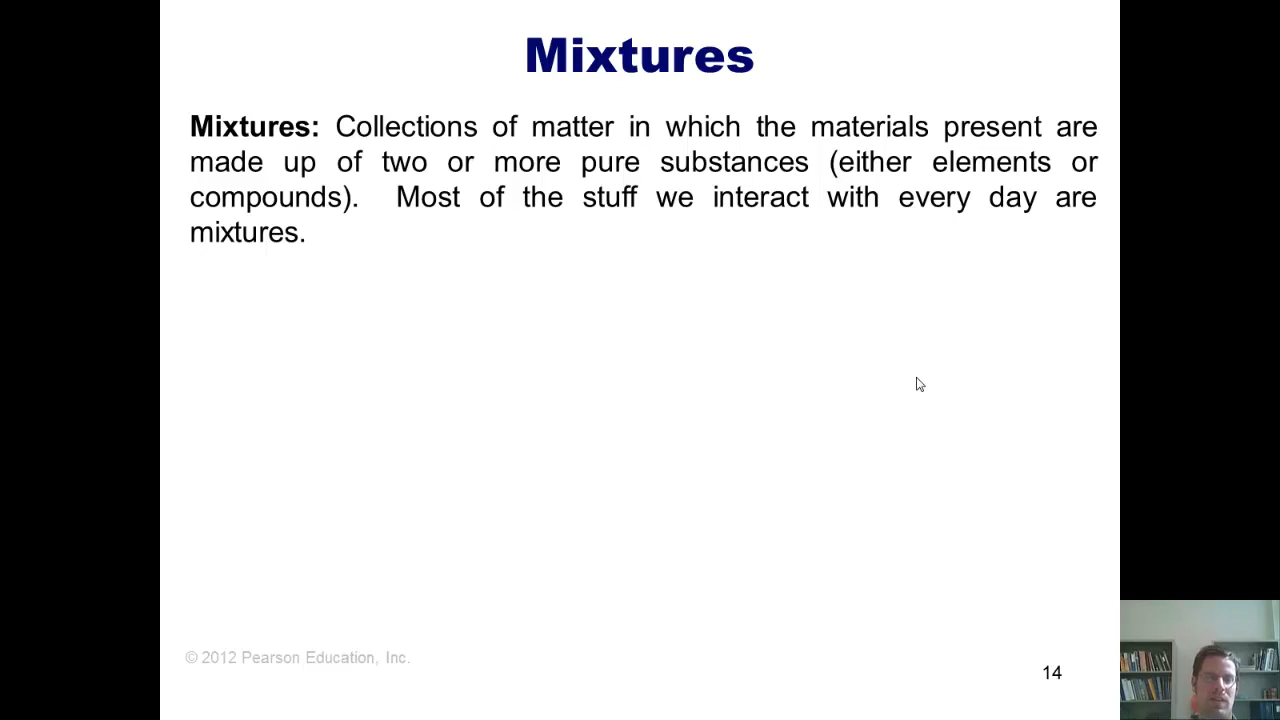 Mixtures
Mixtures: Collections of matter in which the materials present are
made up of two or more pure substances (either elements or
compounds). Most of the stuff we interact with every day are
mixtures.
© 2012 Pearson Education, Inc.
14